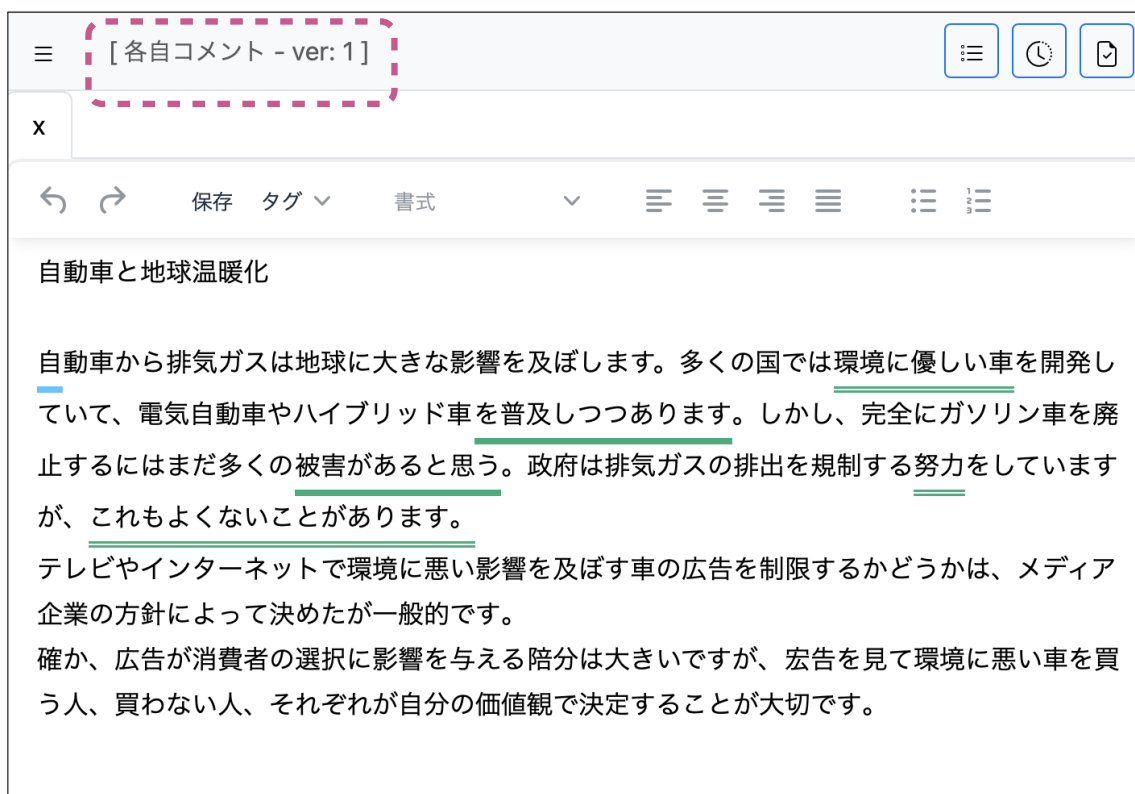 [ 各自コメント - ver: 1 ]
X
保存 タグ 書式
自動車と地球温暖化
自動車から排気ガスは地球に大きな影響を及ぼします。多くの国では環境に優しい車を開発し
ていて、電気自動車やハイブリッド車を普及しつつあります。しかし、完全にガソリン車を廃
止するにはまだ多くの被害があると思う。政府は排気ガスの排出を規制する努力をしています
が、これもよくないことがあります。
テレビやインターネットで環境に悪い影響を及ぼす車の広告を制限するかどうかは、メディア
企業の方針によって決めたが一般的です。
確か、広告が消費者の選択に影響を与える陪分は大きいですが、宏告を見て環境に悪い車を買
う人、買わない人、それぞれが自分の価値観で決定することが大切です。